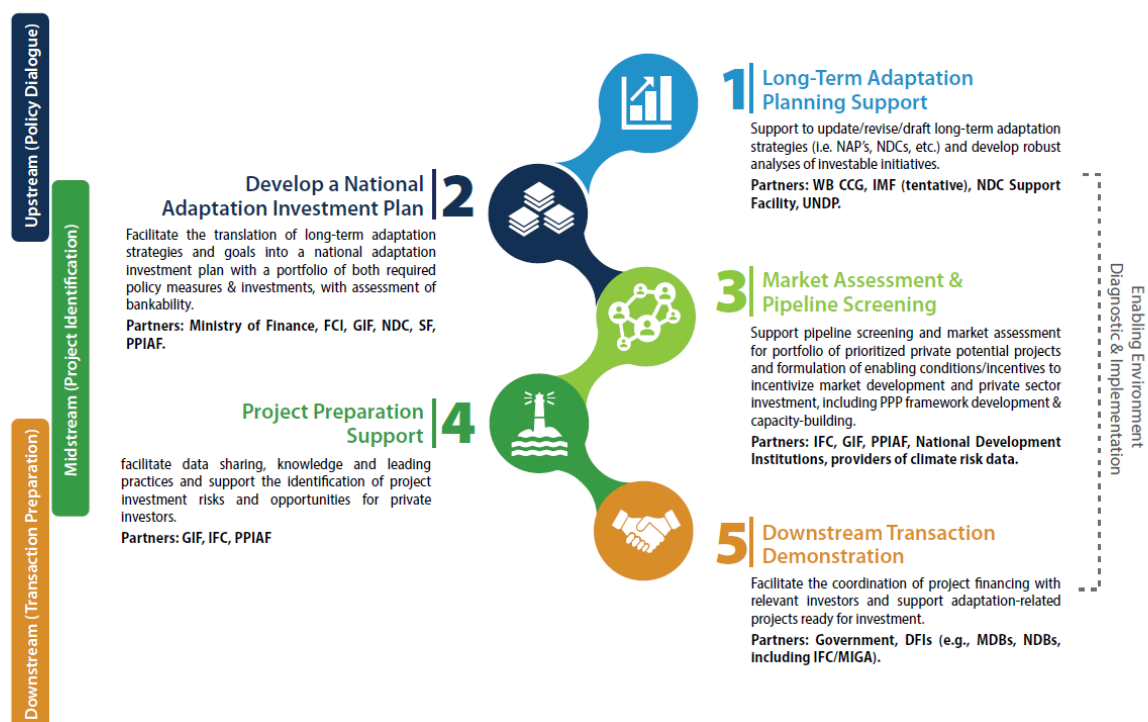 Upstream (Policy Dialogue)
Midstream (Project Identification)
Downstream (Transaction Preparation)
1
Long-Term Adaptation
Planning Support
Support to update/revise/draft long-term adaptation
strategies (i.e. NAP's, NDCs, etc.) and develop robust
analyses of investable initiatives.
Partners: WB CCG, IMF (tentative), NDC Support
Facility, UNDP.
Develop a National
Adaptation Investment Plan
2
Facilitate the translation of long-term adaptation
strategies and goals into a national adaptation
investment plan with a portfolio of both required
policy measures & investments, with assessment of
bankability.
Partners: Ministry of Finance, FCI, GIF, NDC, SF,
PPIAF.
3
Market Assessment &
Pipeline Screening
Support pipeline screening and market assessment
for portfolio of prioritized private potential projects
and formulation of enabling conditions/incentives to
incentivize market development and private sector
investment, including PPP framework development &
capacity-building.
Partners: IFC, GIF, PPIAF, National Development
Institutions, providers of climate risk data.
Project Preparation
Support
4
facilitate data sharing, knowledge and leading
practices and support the identification of project
investment risks and opportunities for private
investors.
Partners: GIF, IFC, PPIAF
5
Downstream Transaction
Demonstration
Facilitate the coordination of project financing with
relevant investors and support adaptation-related
projects ready for investment.
Partners: Government, DFIs (e.g., MDBs, NDBs,
including IFC/MIGA).
Enabling Environment
Diagnostic & Implementation